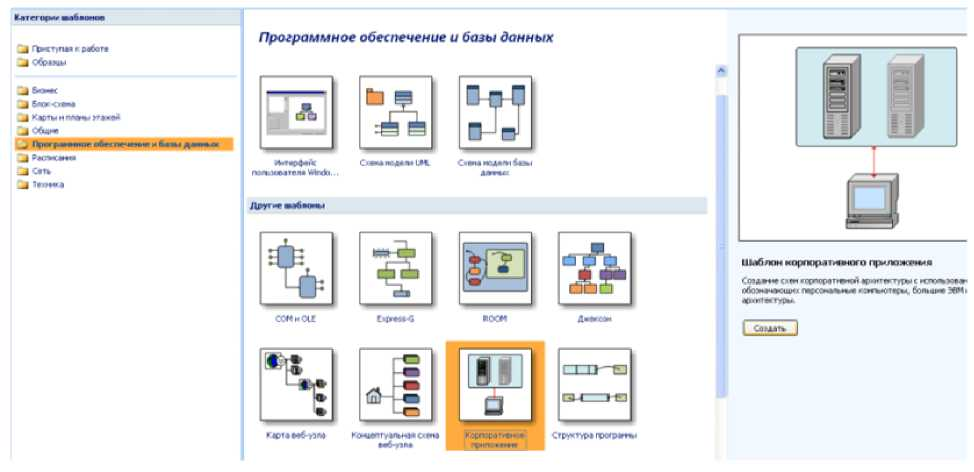 Категории шаблонов
Приступая к работе
Образцы
Бизнес
Блок-схема
Карты и планы этажей
Общие
Программное обеспечение и базы данных
Расписания
Сеть
Техника
Программное обеспечение и базы данных
Интерфейс
пользователя Windo...
Схема модели UML
Схема модели базы
данных
Другие шаблоны
COM и OLE
Express-G
ROOM
Джексон
Карта веб-узла
Концептуальная схема
веб-узла
Корпоративное
приложение
Структура программы
Шаблон корпоративного приложения
Создание схем корпоративной архитектуры с использован
обозначающих персональные компьютеры, большие ЭВМ и
архитектуры.
Создать